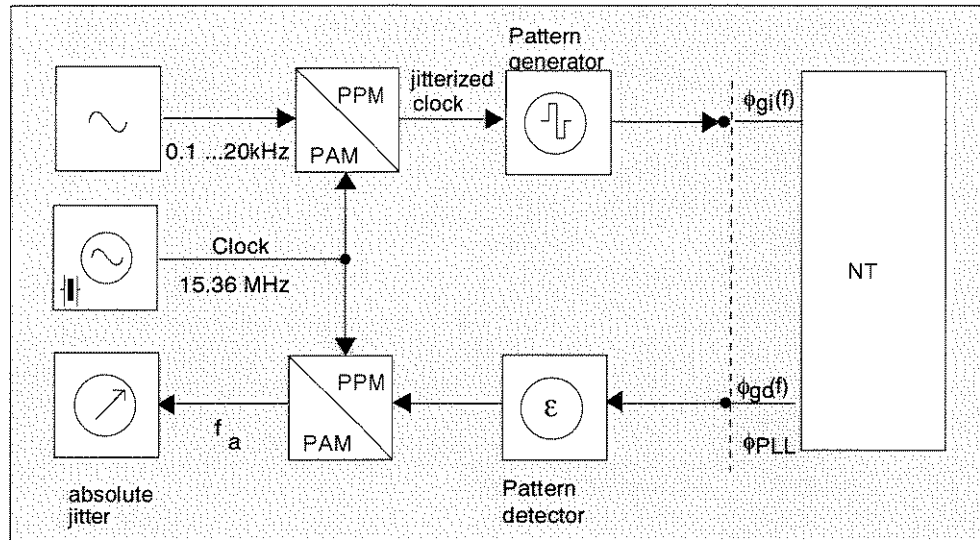 Pattern
generator
PPM
PAM
jitterized
clock
0.1 ...20kHz
ϕgi(f)
Clock
15.36 MHz
NT
PPM
PAM
ε
ϕgo(f)
ϕPLL
f a
absolute
jitter
Pattern
detector